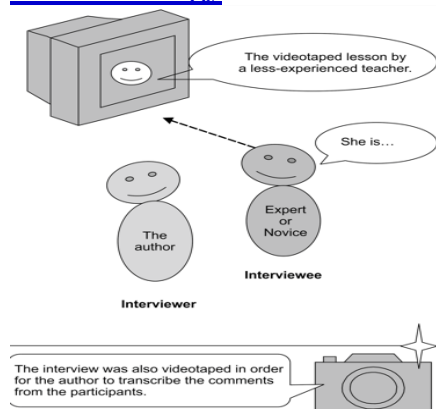 The videotaped lesson by
a less-experienced teacher.
She is…
Expert
or
Novice
The
author
Interviewee
Interviewer
The interview was also videotaped in order
for the author to transcribe the comments
from the participants.